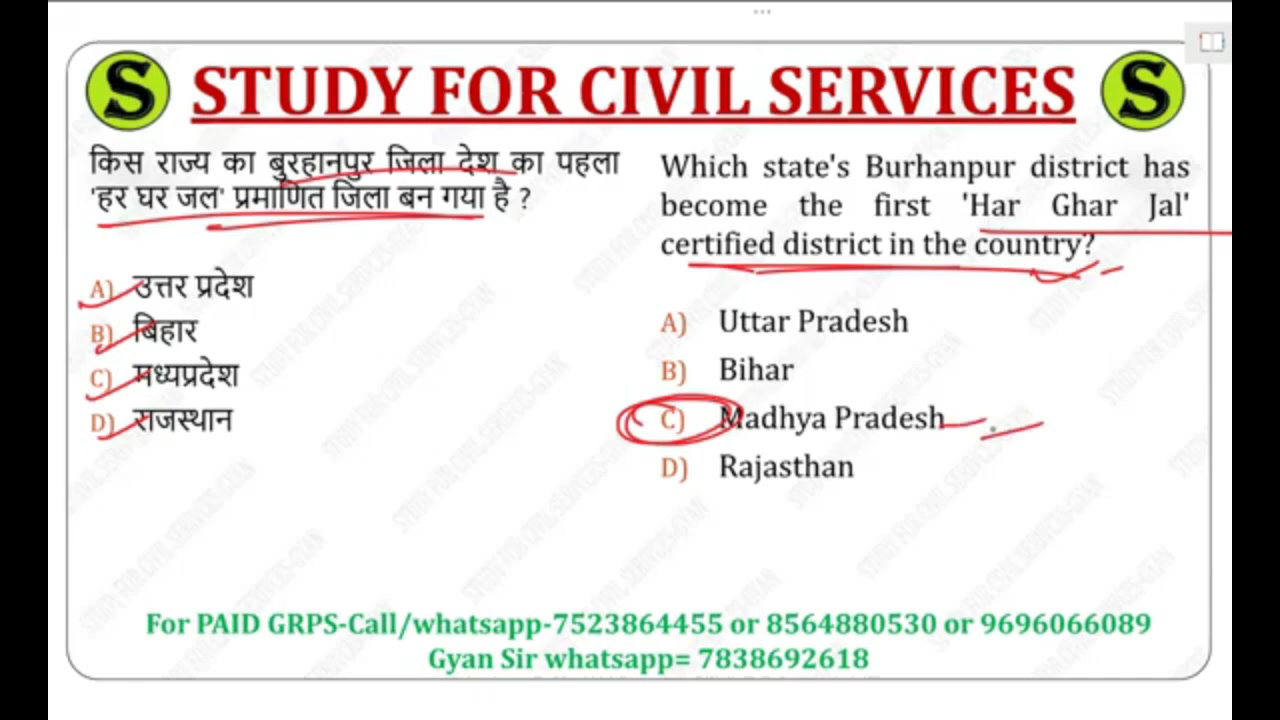 S STUDY FOR CIVIL SERVICES S
किस राज्य का बुरहानपुर जिला देश का पहला
'हर घर जल' प्रमाणित जिला बन गया है ?
A) उत्तर प्रदेश
B) बिहार
C) मध्यप्रदेश
D) राजस्थान
Which state's Burhanpur district has
become the first 'Har Ghar Jal'
certified district in the country?
A) Uttar Pradesh
B) Bihar
C) Madhya Pradesh
D) Rajasthan
For PAID GRPS-Call/whatsapp-7523864455 or 8564880530 or 9696066089
Gyan Sir whatsapp= 7838692618